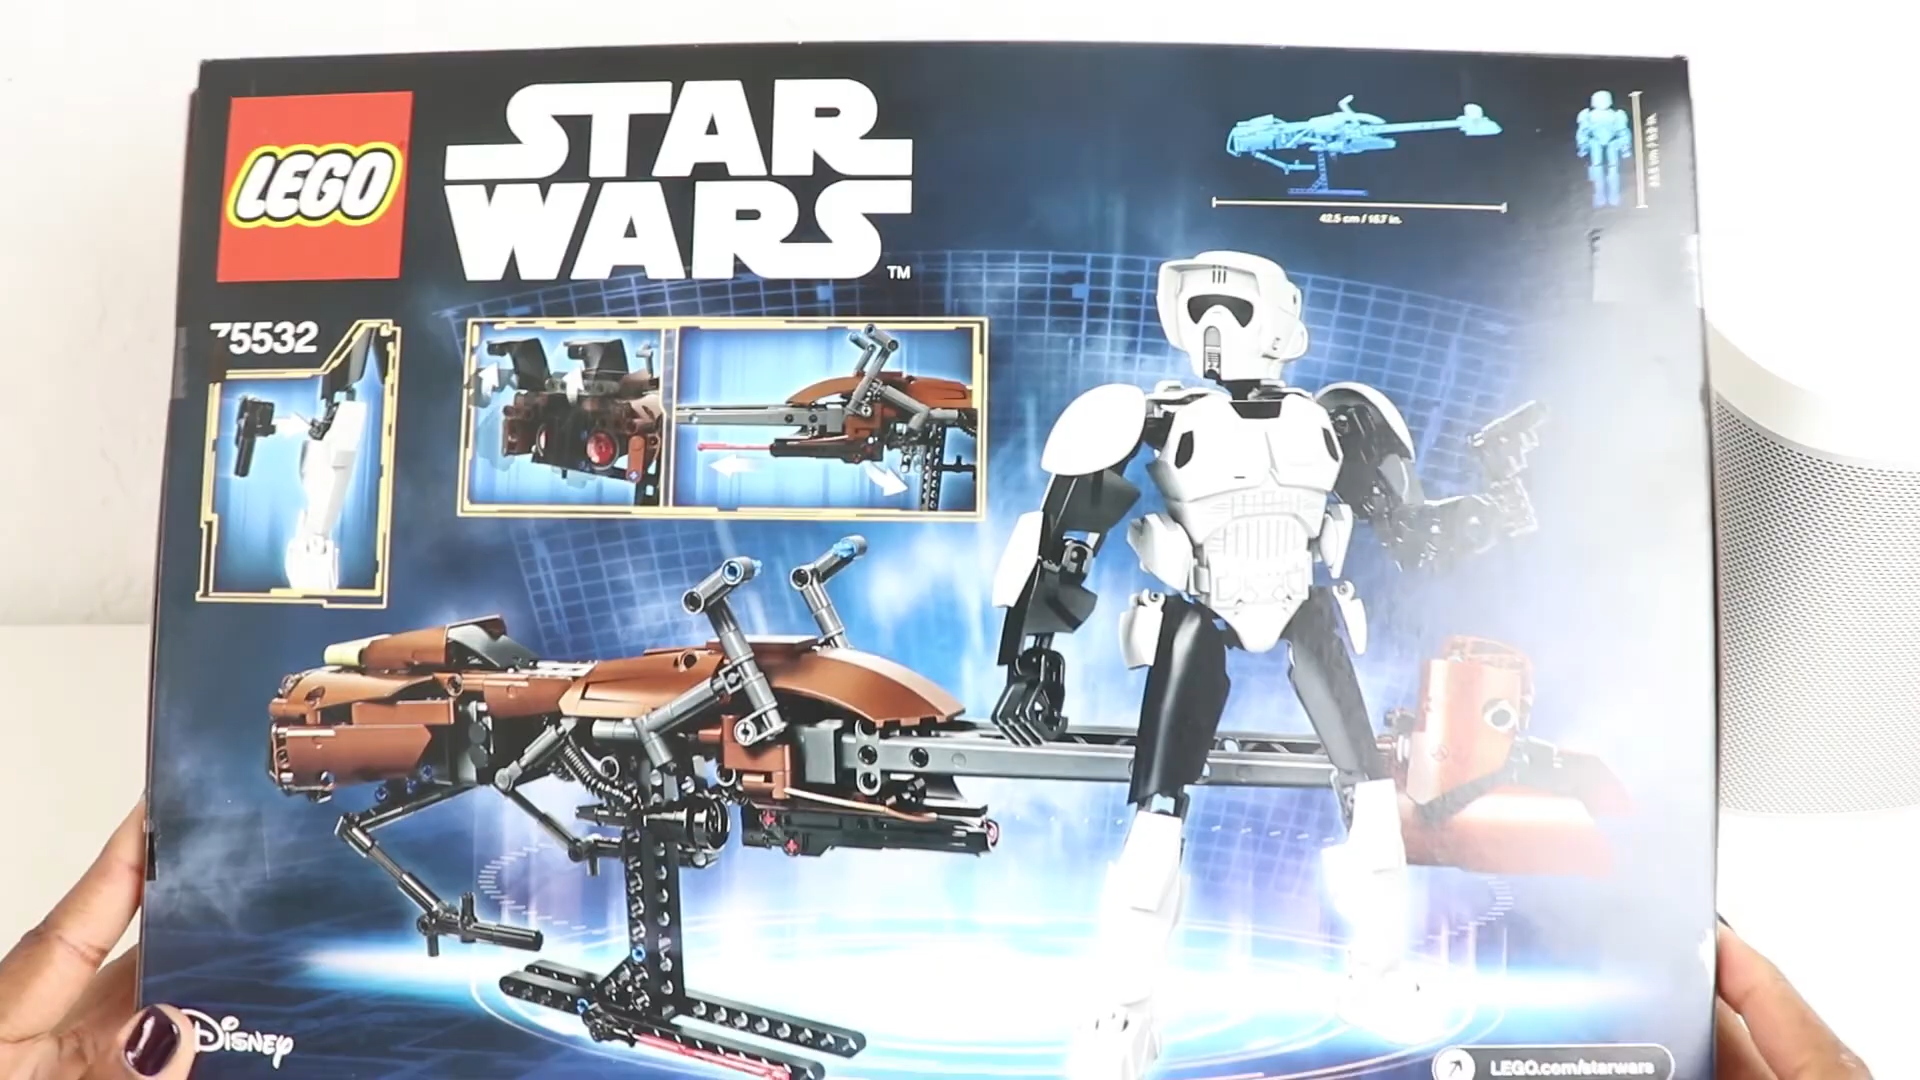 LEGO
STAR
WARS
TM
42.5 cm / 16.7 in.
75532
Disney
LEGO.com/starwars